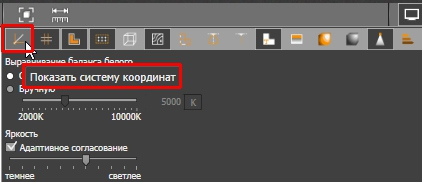 Выравнивание баланса белого
Показать систему координат
Вручную
5000 K
2000K 10000K
Яркость
Адаптивное согласование
темнее светлее